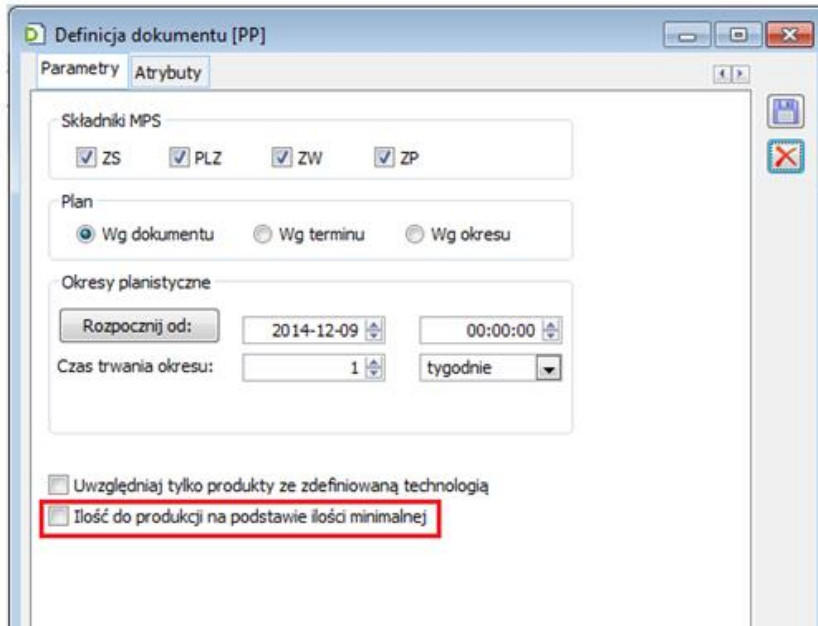 Definicja dokumentu [PP]
Parametry Atrybuty
Składniki MPS
ZS PLZ ZW ZP
Plan
Wg dokumentu Wg terminu Wg okresu
Okresy planistyczne
Rozpocznij od: 2014-12-09 00:00:00
Czas trwania okresu: 1 tygodnie
Uwzględniaj tylko produkty ze zdefiniowaną technologią
Ilość do produkcji na podstawie ilości minimalnej